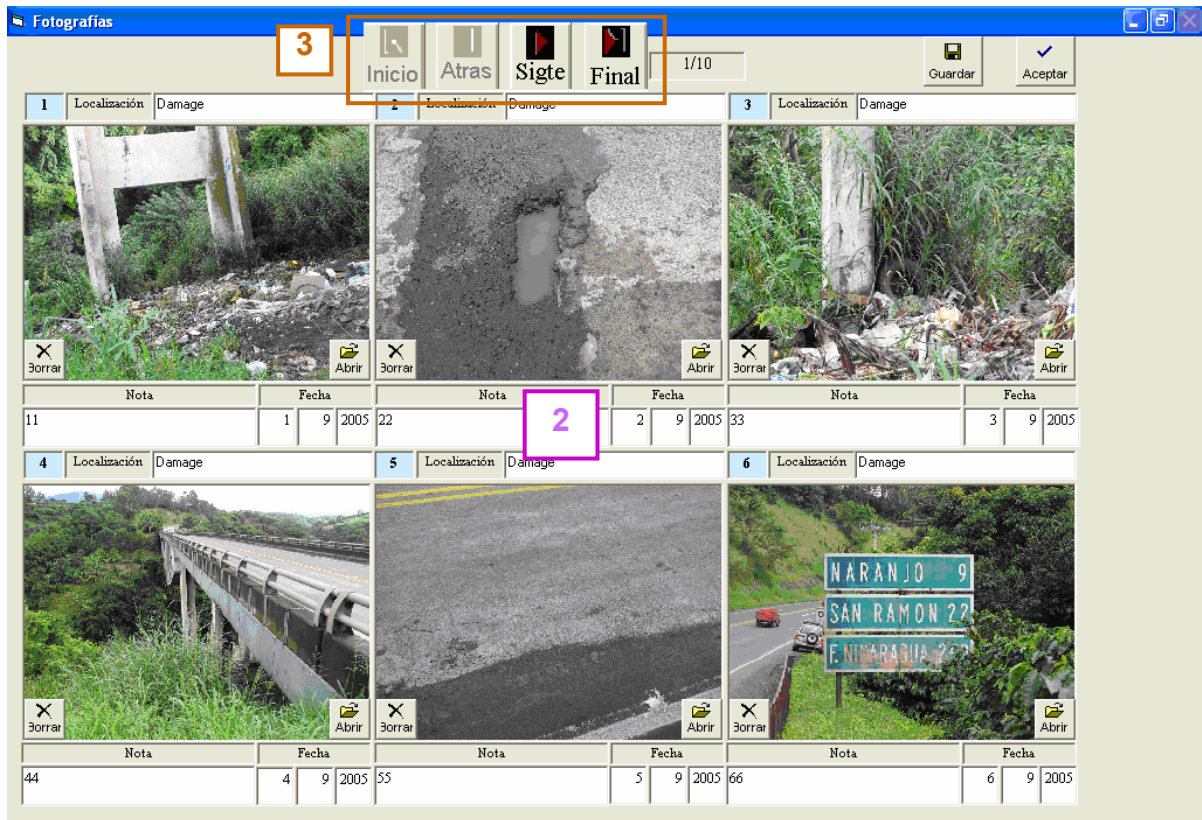 Fotografías
3
Inicio Atras Sigte Final 1/10 Guardar Aceptar
1 Localización Damage 2 Localización Damage 3 Localización Damage
Borrar Abrir Borrar Abrir Borrar Abrir
Nota Fecha Nota Fecha Nota Fecha
11 1 9 2005 22 2 9 2005 33 3 9 2005
2
4 Localización Damage 5 Localización Damage 6 Localización Damage
NARANJO 9
SAN RAMON 22
F. NICARAGUA
Borrar Abrir Borrar Abrir Borrar Abrir
Nota Fecha Nota Fecha Nota Fecha
44 4 9 2005 55 5 9 2005 66 6 9 2005